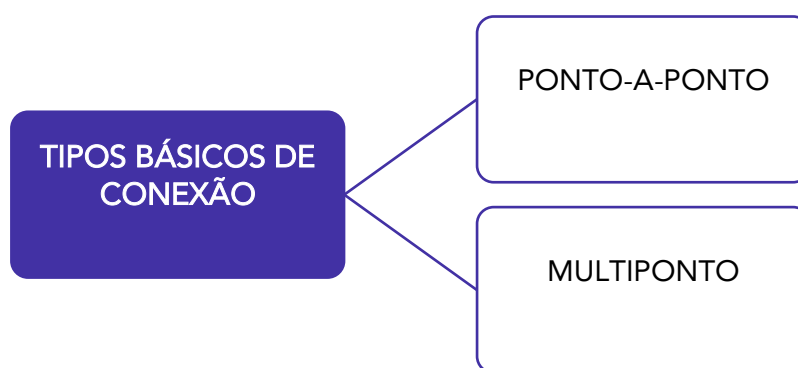 TIPOS BÁSICOS DE
CONEXÃO
PONTO-A-PONTO
MULTIPONTO